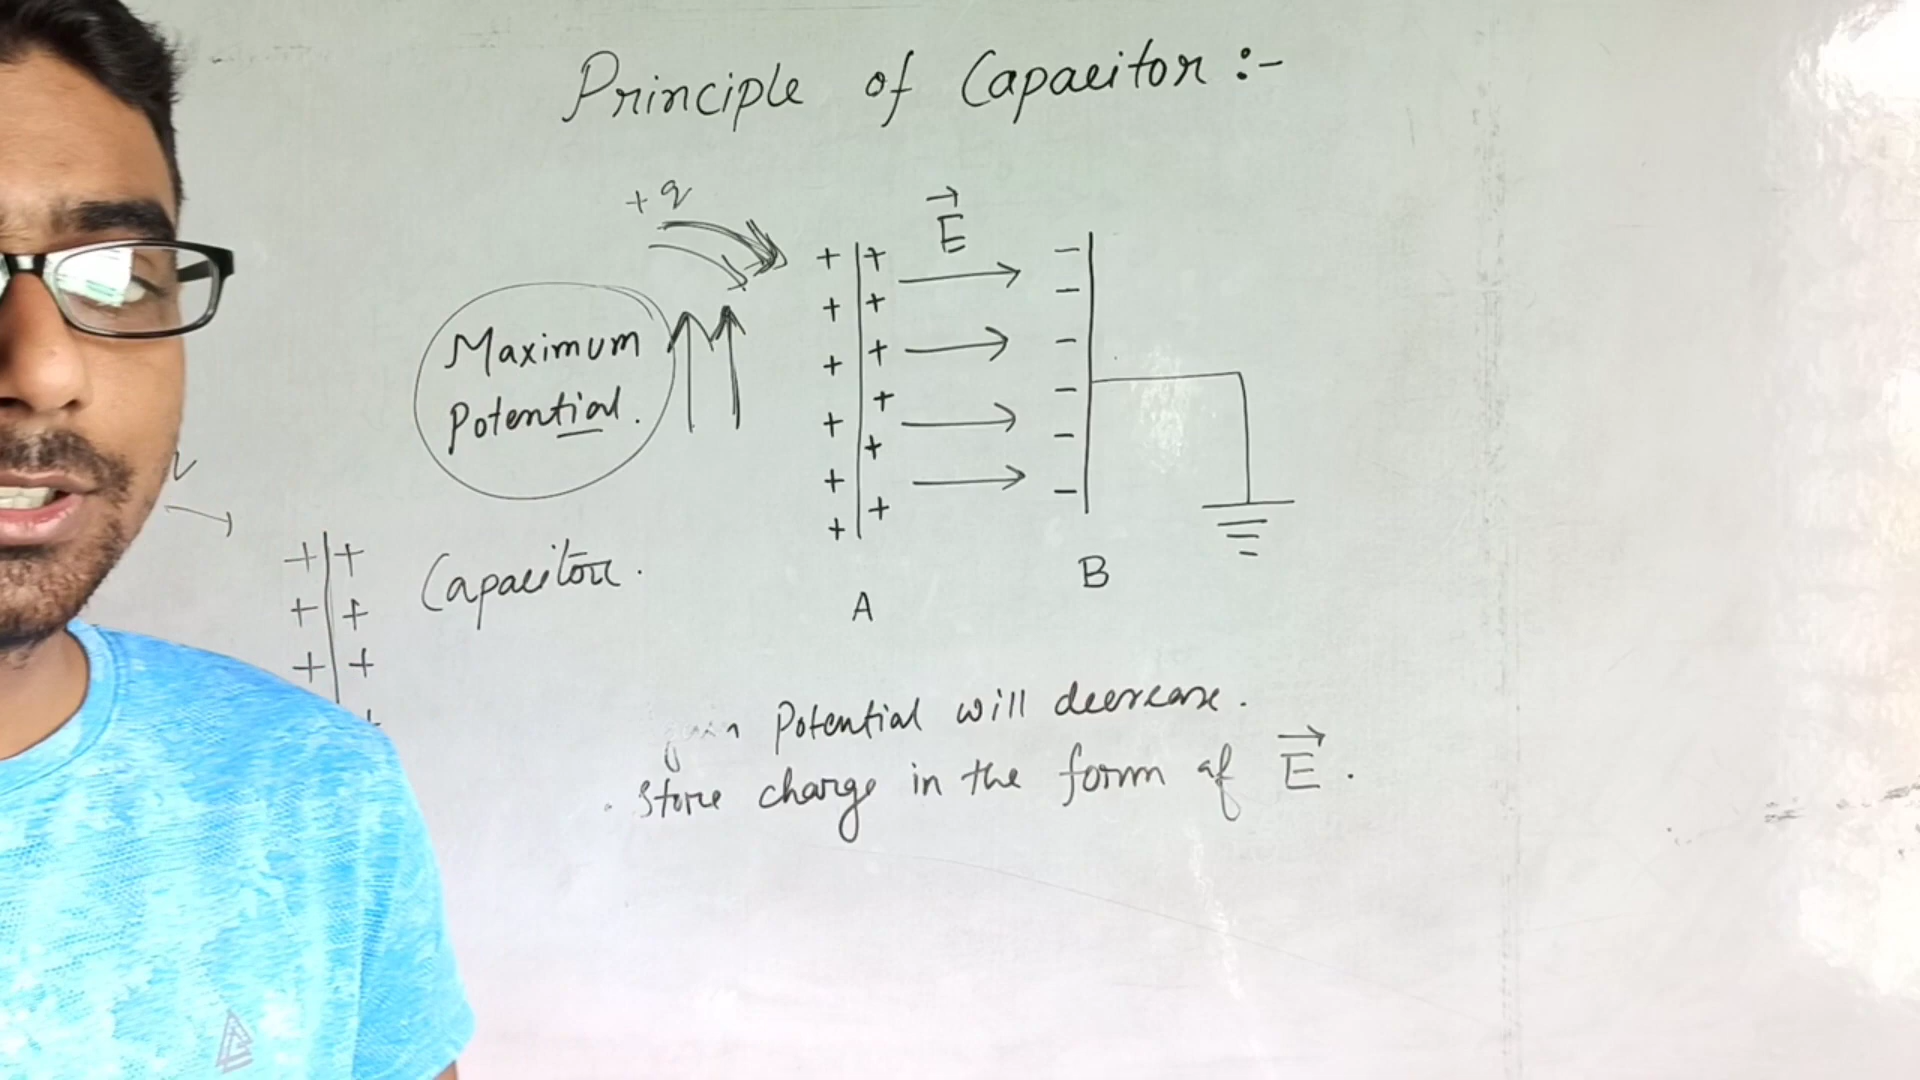 Principle of Capacitor :-
+q
E
Maximum
Potential.
Capacitor.
A
B
Potential will decrease.
. Store charge in the form of E.